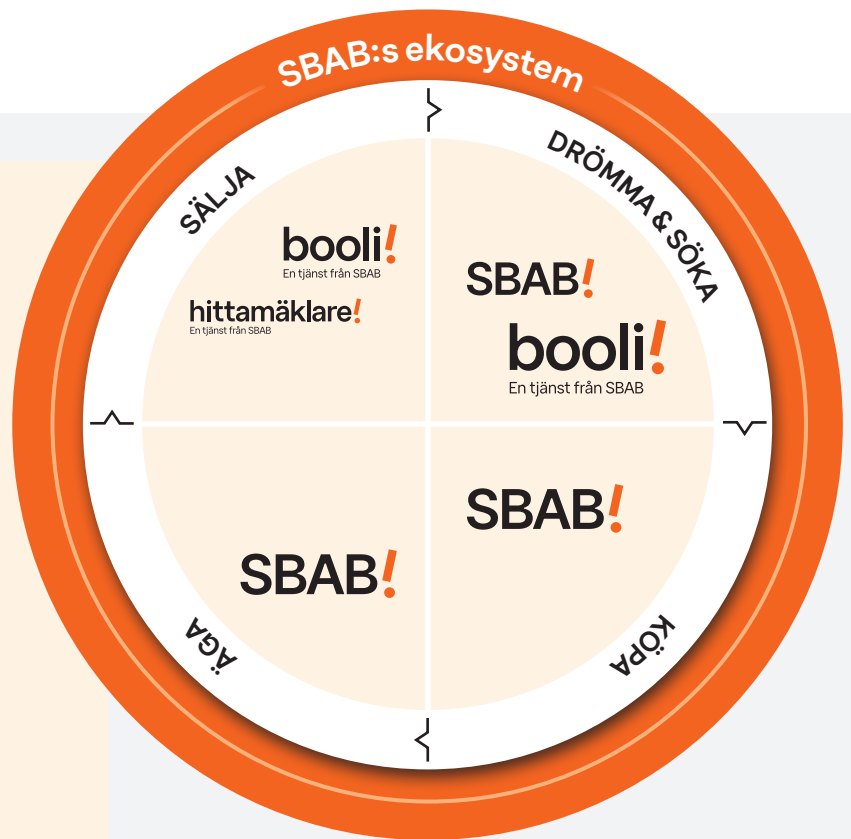 SBAB:s ekosystem
SÄLJA
booli!
En tjänst från SBAB
hittamäklare!
En tjänst från SBAB
DRÖMMA & SÖKA
SBAB!
booli!
En tjänst från SBAB
SBAB!
KÖPA
SBAB!
ÄGA